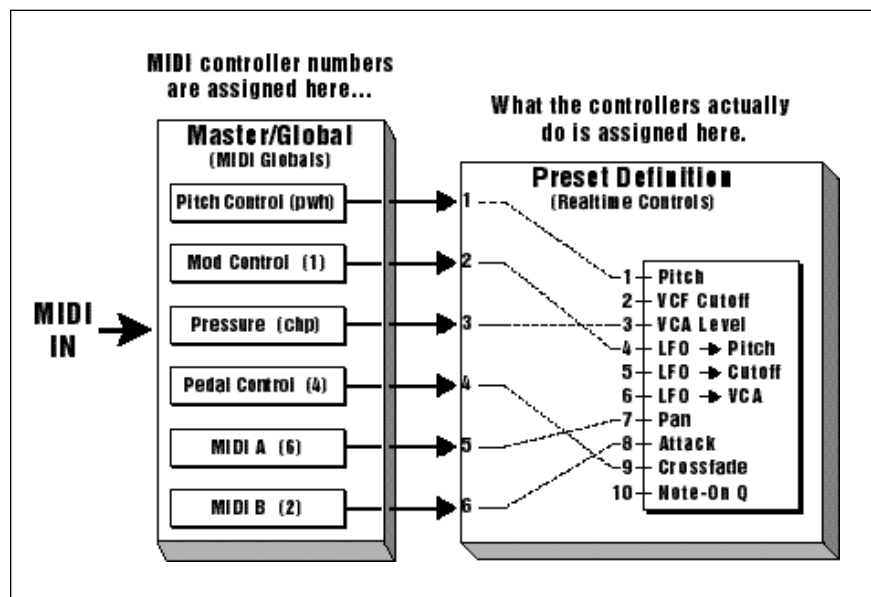 MIDI controller numbers
are assigned here...
What the controllers actually
do is assigned here.
MIDI
IN
Master/Global
(MIDI Globals)
Pitch Control (pwh)
Mod Control (1)
Pressure (chp)
Pedal Control (4)
MIDI A (6)
MIDI B (2)
Preset Definition
(Realtime Controls)
1
2
3
4
5
6
1 Pitch
2 VCF Cutoff
3 VCA Level
4 LFO → Pitch
5 LFO → Cutoff
6 LFO → VCA
7 Pan
8 Attack
9 Crossfade
10 Note-On Q